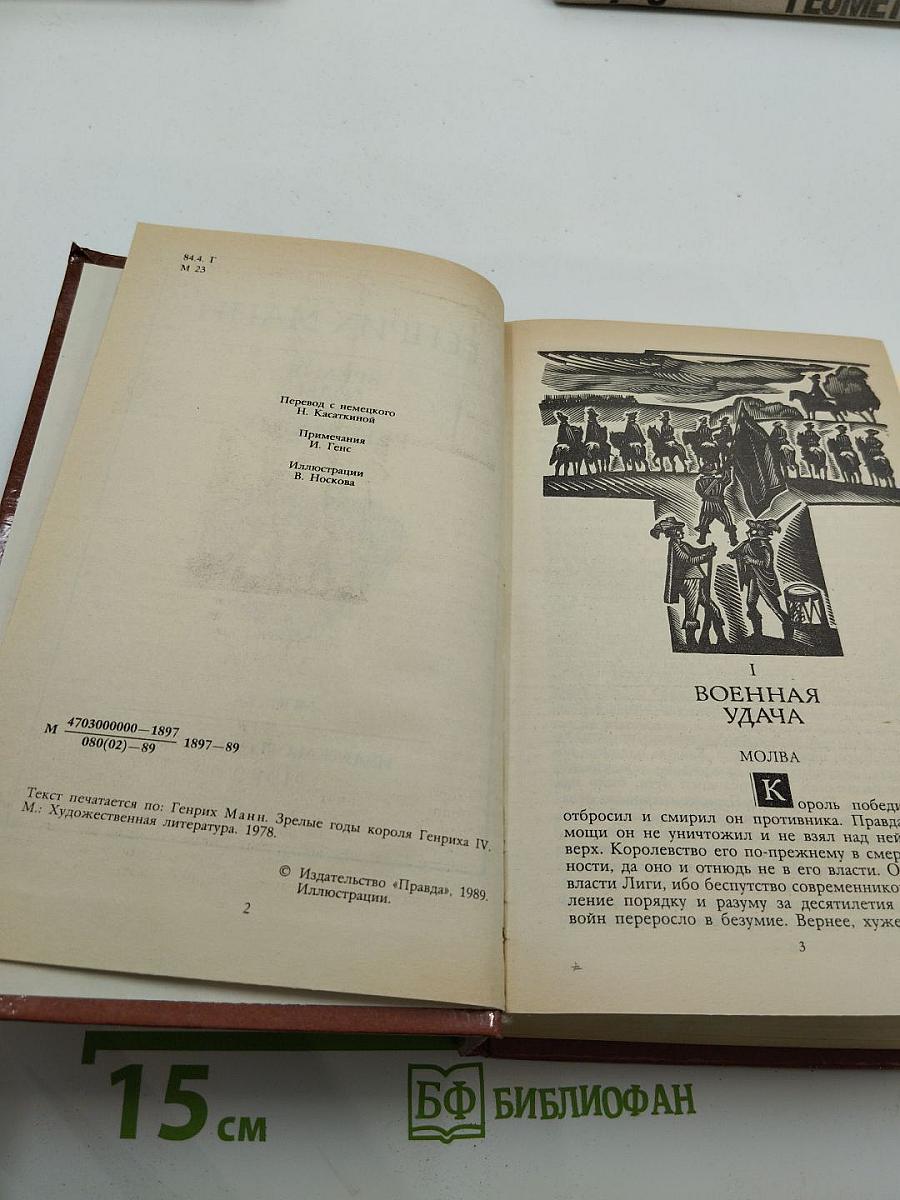 ГЕОМЕТ
84.4. Г
М 23
Перевод с немецкого
Н. Касаткиной
Примечания
И. Генс
Иллюстрации
В. Носкова
М 4703000000—1897
080(02)—89
1897—89
Текст печатается по: Генрих Манн. Зрелые годы короля Генриха IV.
М.: Художественная литература. 1978.
© Издательство «Правда», 1989.
Иллюстрации.
2
I
ВОЕННАЯ
УДАЧА
МОЛВА
Король победи
отбросил и смирил он противника. Правда
мощи он не уничтожил и не взял над ней
верх. Королевство его по-прежнему в смер
ности, да оно и отнюдь не в его власти. О
власти Лиги, ибо беспутство современнико
ление порядку и разуму за десятилетия
войн переросло в безумие. Вернее, хуже
3
15 см
БФ БИБЛИОФАН